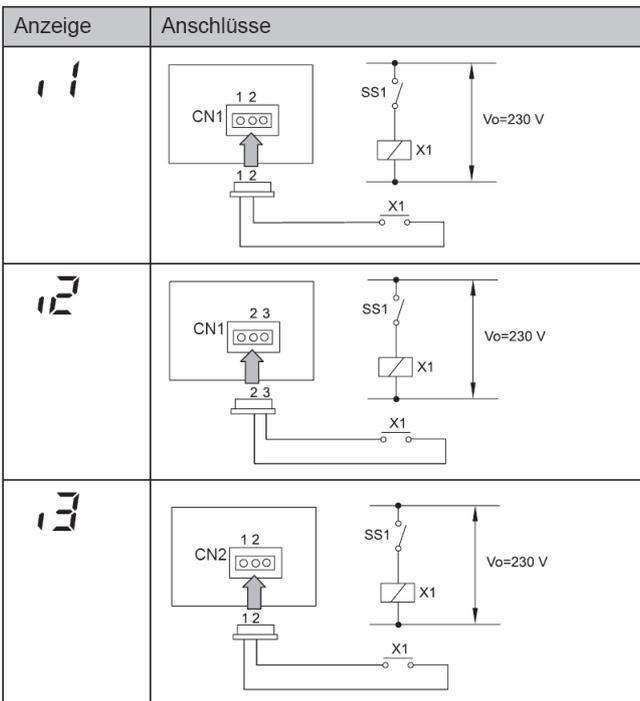 Anzeige Anschlüsse
i1
1 2
CN1
1 2
SS1
X1
Vo=230 V
X1
i2
2 3
CN1
2 3
SS1
X1
Vo=230 V
X1
i3
1 2
CN2
1 2
SS1
X1
Vo=230 V
X1